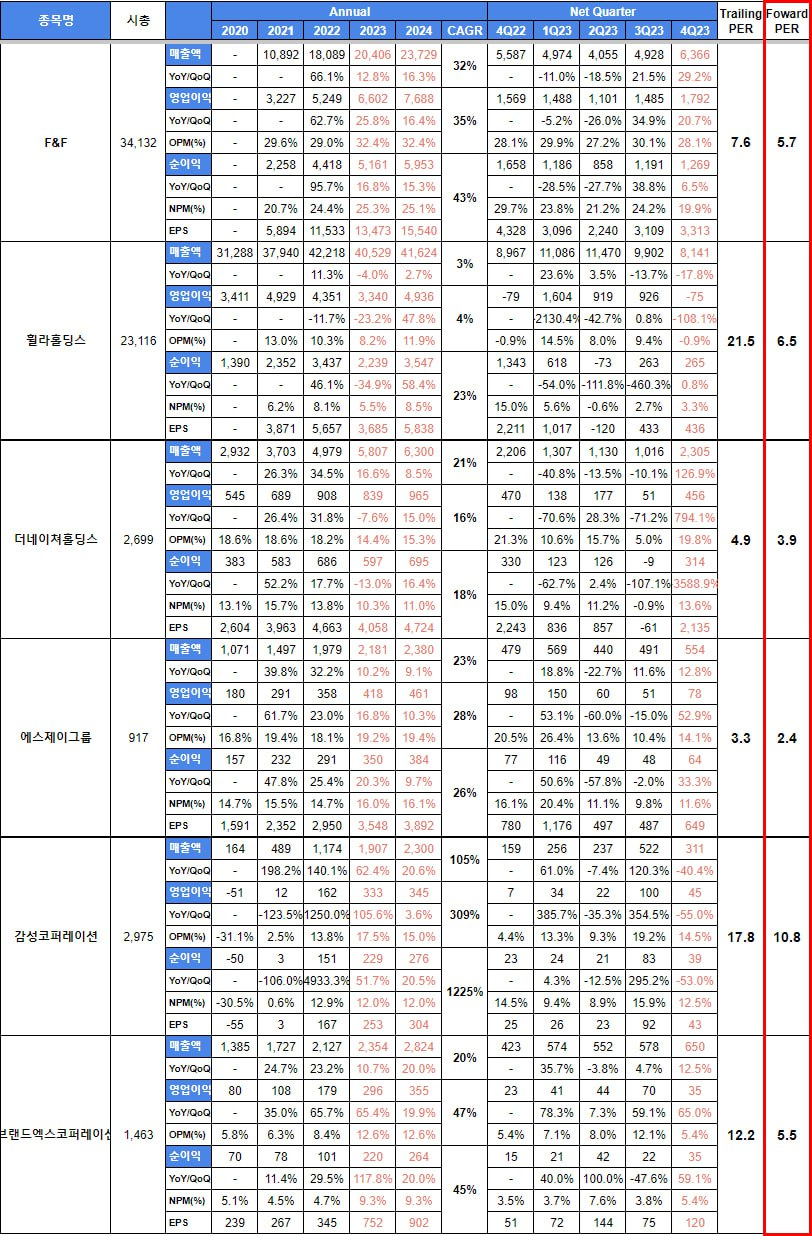 종목명 시총 Annual Net Quarter Trailing PER Foward PER
2020 2021 2022 2023 2024 CAGR 4Q22 1Q23 2Q23 3Q23 4Q23
F&F 34,132 7.6 5.7
매출액 - 10,892 18,089 20,406 23,729 32% 5,587 4,974 4,055 4,928 6,366
YoY/QoQ - - 66.1% 12.8% 16.3% - -11.0% -18.5% 21.5% 29.2%
영업이익 - 3,227 5,249 6,602 7,688 35% 1,569 1,488 1,101 1,485 1,792
YoY/QoQ - - 62.7% 25.8% 16.4% - -5.2% -26.0% 34.9% 20.7%
OPM(%) - 29.6% 29.0% 32.4% 32.4% 28.1% 29.9% 27.2% 30.1% 28.1%
순이익 - 2,258 4,418 5,161 5,953 43% 1,658 1,186 858 1,191 1,269
YoY/QoQ - - 95.7% 16.8% 15.3% - -28.5% -27.7% 38.8% 6.5%
NPM(%) - 20.7% 24.4% 25.3% 25.1% 29.7% 23.8% 21.2% 24.2% 19.9%
EPS - 5,894 11,533 13,473 15,540 4,328 3,096 2,240 3,109 3,313
휠라홀딩스 23,116 21.5 6.5
매출액 31,288 37,940 42,218 40,529 41,624 3% 8,967 11,086 11,470 9,902 8,141
YoY/QoQ - - 11.3% -4.0% 2.7% - 23.6% 3.5% -13.7% -17.8%
영업이익 3,411 4,929 4,351 3,340 4,936 4% -79 1,604 919 926 -75
YoY/QoQ - - -11.7% -23.2% 47.8% - -2130.4% -42.7% 0.8% -108.1%
OPM(%) - 13.0% 10.3% 8.2% 11.9% -0.9% 14.5% 8.0% 9.4% -0.9%
순이익 1,390 2,352 3,437 2,239 3,547 23% 1,343 618 -73 263 265
YoY/QoQ - - 46.1% -34.9% 58.4% - -54.0% -111.8% -460.3% 0.8%
NPM(%) - 6.2% 8.1% 5.5% 8.5% 15.0% 5.6% -0.6% 2.7% 3.3%
EPS - 3,871 5,657 3,685 5,838 2,211 1,017 -120 433 436
더네이쳐홀딩스 2,699 4.9 3.9
매출액 2,932 3,703 4,979 5,807 6,300 21% 2,206 1,307 1,130 1,016 2,305
YoY/QoQ - 26.3% 34.5% 16.6% 8.5% - -40.8% -13.5% -10.1% 126.9%
영업이익 545 689 908 839 965 16% 470 138 177 51 456
YoY/QoQ - 26.4% 31.8% -7.6% 15.0% - -70.6% 28.3% -71.2% 794.1%
OPM(%) 18.6% 18.6% 18.2% 14.4% 15.3% 21.3% 10.6% 15.7% 5.0% 19.8%
순이익 383 583 686 597 695 18% 330 123 126 -9 314
YoY/QoQ - 52.2% 17.7% -13.0% 16.4% - -62.7% 2.4% -107.1% -3588.9%
NPM(%) 13.1% 15.7% 13.8% 10.3% 11.0% 15.0% 9.4% 11.2% -0.9% 13.6%
EPS 2,604 3,963 4,663 4,058 4,724 2,243 836 857 -61 2,135
에스제이그룹 917 3.3 2.4
매출액 1,071 1,497 1,979 2,181 2,380 23% 479 569 440 491 554
YoY/QoQ - 39.8% 32.2% 10.2% 9.1% - 18.8% -22.7% 11.6% 12.8%
영업이익 180 291 358 418 461 28% 98 150 60 51 78
YoY/QoQ - 61.7% 23.0% 16.8% 10.3% - 53.1% -60.0% -15.0% 52.9%
OPM(%) 16.8% 19.4% 18.1% 19.2% 19.4% 20.5% 26.4% 13.6% 10.4% 14.1%
순이익 157 232 291 350 384 26% 77 116 49 48 64
YoY/QoQ - 47.8% 25.4% 20.3% 9.7% - 50.6% -57.8% -2.0% 33.3%
NPM(%) 14.7% 15.5% 14.7% 16.0% 16.1% 16.1% 20.4% 11.1% 9.8% 11.6%
EPS 1,591 2,352 2,950 3,548 3,892 780 1,176 497 487 649
감성코퍼레이션 2,975 17.8 10.8
매출액 164 489 1,174 1,907 2,300 105% 159 256 237 522 311
YoY/QoQ - 198.2% 140.1% 62.4% 20.6% - 61.0% -7.4% 120.3% -40.4%
영업이익 -51 12 162 333 345 309% 7 34 22 100 45
YoY/QoQ - -123.5% 1250.0% 105.6% 3.6% - 385.7% -35.3% 354.5% -55.0%
OPM(%) -31.1% 2.5% 13.8% 17.5% 15.0% 4.4% 13.3% 9.3% 19.2% 14.5%
순이익 -50 3 151 229 276 1225% 23 24 21 83 39
YoY/QoQ - -106.0% 4933.3% 51.7% 20.5% - 4.3% -12.5% 295.2% -53.0%
NPM(%) -30.5% 0.6% 12.9% 12.0% 12.0% 14.5% 9.4% 8.9% 15.9% 12.5%
EPS -55 3 167 253 304 25 26 23 92 43
브랜드엑스코퍼레이션 1,463 12.2 5.5
매출액 1,385 1,727 2,127 2,354 2,824 20% 423 574 552 578 650
YoY/QoQ - 24.7% 23.2% 10.7% 20.0% - 35.7% -3.8% 4.7% 12.5%
영업이익 80 108 179 296 355 47% 23 41 44 70 35
YoY/QoQ - 35.0% 65.7% 65.4% 19.9% - 78.3% 7.3% 59.1% 65.0%
OPM(%) 5.8% 6.3% 8.4% 12.6% 12.6% 5.4% 7.1% 8.0% 12.1% 5.4%
순이익 70 78 101 220 264 45% 15 21 42 22 35
YoY/QoQ - 11.4% 29.5% 117.8% 20.0% - 40.0% 100.0% -47.6% 59.1%
NPM(%) 5.1% 4.5% 4.7% 9.3% 9.3% 3.5% 3.7% 7.6% 3.8% 5.4%
EPS 239 267 345 752 902 51 72 144 75 120